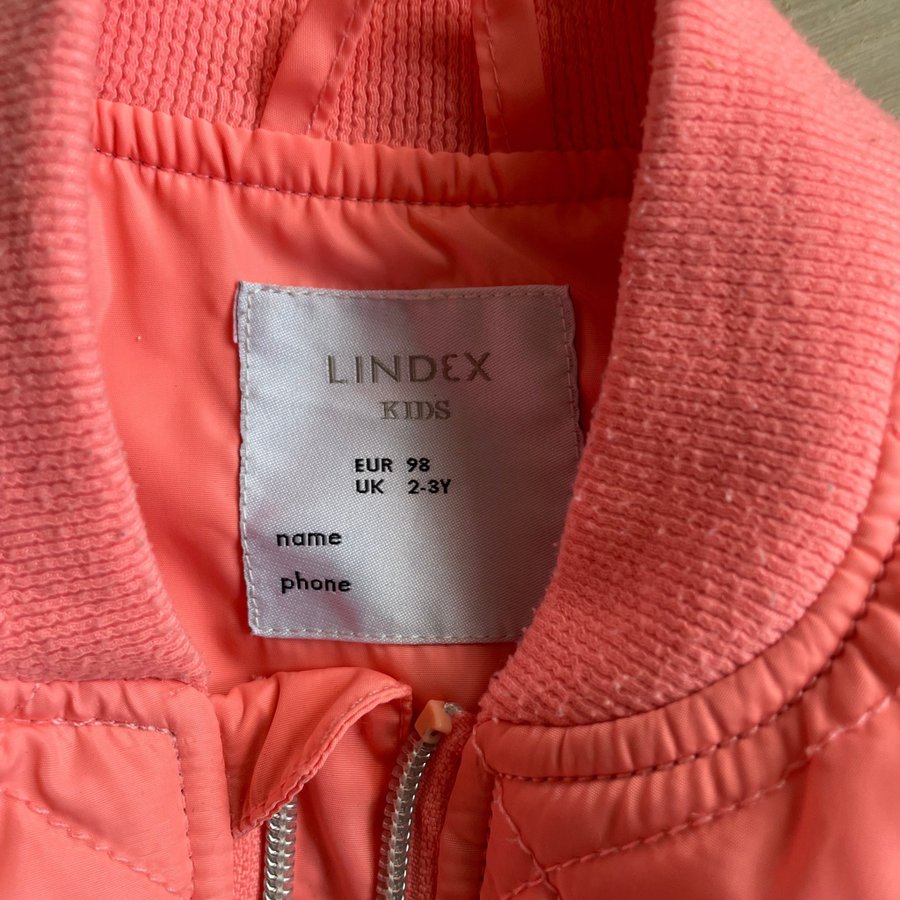 LINDEX
KIDS
EUR 98
UK 2-3Y
name
phone